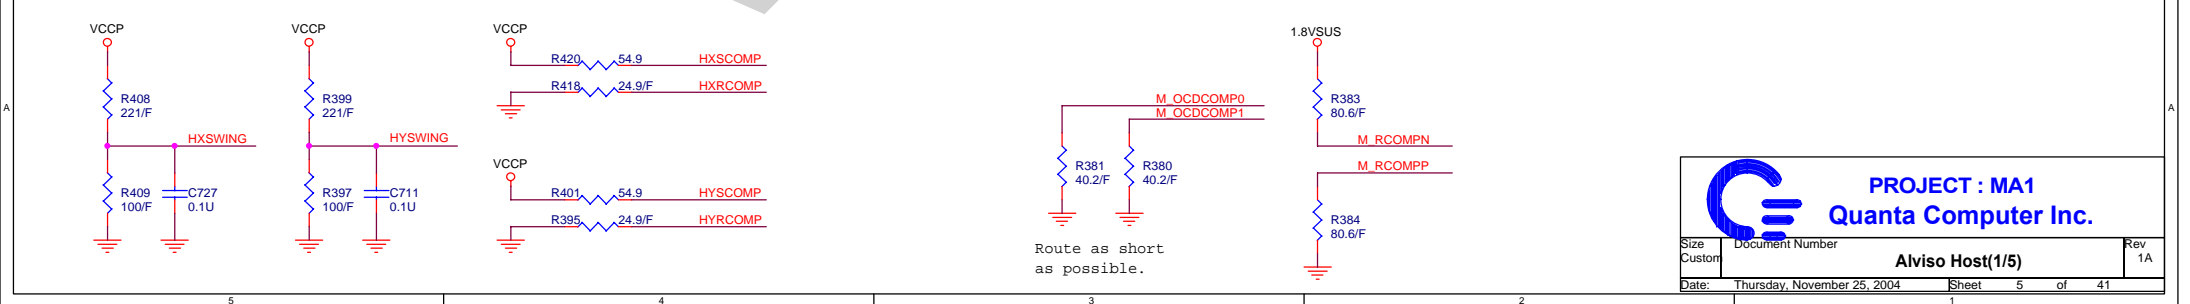 VCCP
R408
221/F
HXSWING
R409
100/F
C727
0.1U
VCCP
R399
221/F
HYSWING
R397
100/F
C711
0.1U
VCCP
R420 54.9 HXSCOMP
R418 24.9/F HXRCOMP
VCCP
R401 54.9 HYSCOMP
R395 24.9/F HYRCOMP
M_OCDCOMP0
M_OCDCOMP1
R381
40.2/F
R380
40.2/F
Route as short
as possible.
1.8VSUS
R383
80.6/F
M_RCOMPN
M_RCOMPP
R384
80.6/F
A
A
PROJECT : MA1
Quanta Computer Inc.
Size
Custom
Document Number
Alviso Host(1/5)
Rev
1A
Date: Thursday, November 25, 2004 Sheet 5 of 41
5 4 3 2 1